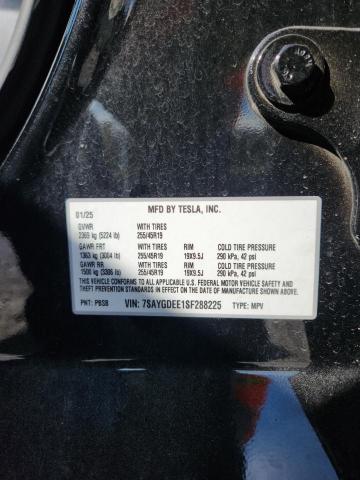 MFD BY TESLA, INC.
01/25
GVWR WITH TIRES
2369 kg (5224 lb) 255/45R19
GAWR FRT WITH TIRES RIM COLD TIRE PRESSURE
1363 kg (3004 lb) 255/45R19 19X9.5J 290 kPa, 42 psi
GAWR RR WITH TIRES RIM COLD TIRE PRESSURE
1500 kg (3306 lb) 255/45R19 19X9.5J 290 kPa, 42 psi
THIS VEHICLE CONFORMS TO ALL APPLICABLE U.S. FEDERAL MOTOR VEHICLE SAFETY
AND THEFT PREVENTION STANDARDS IN EFFECT ON THE DATE OF MANUFACTURE SHOWN ABOVE.
PNT: PBSB VIN: 7SAYGDEE1SF288225 TYPE: MPV